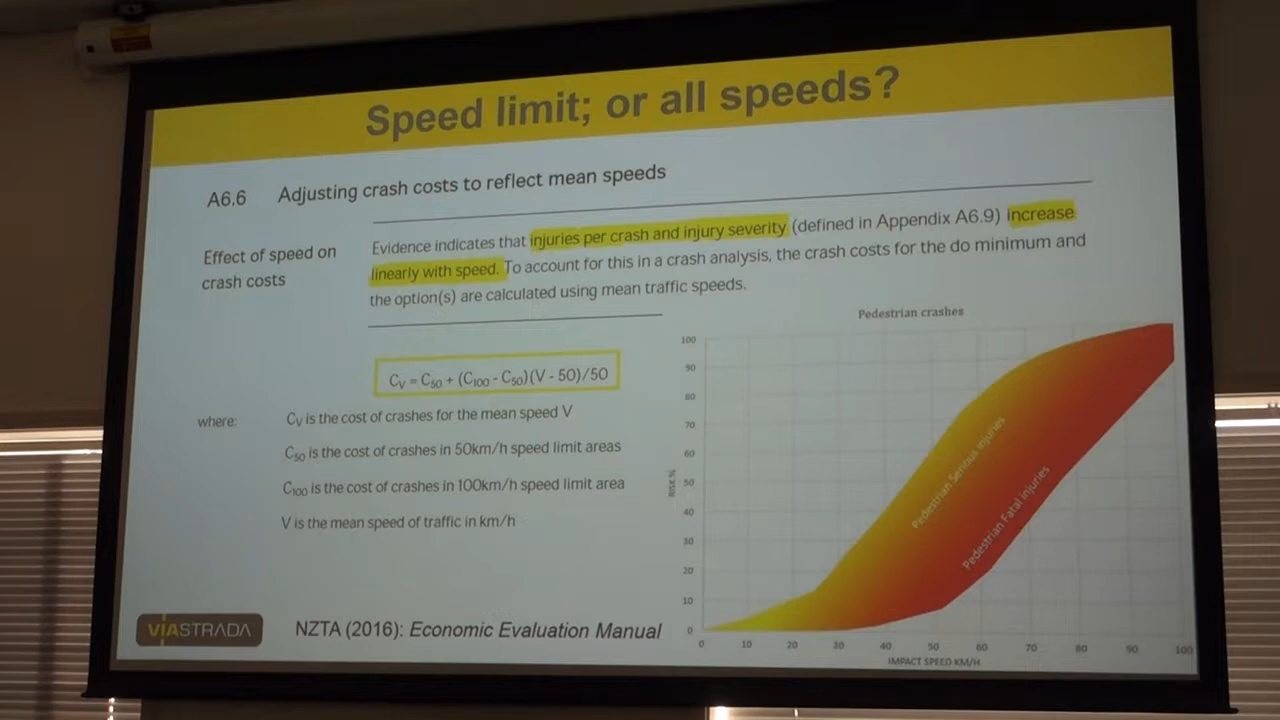 Speed limit; or all speeds?
A6.6 Adjusting crash costs to reflect mean speeds
Effect of speed on
crash costs
Evidence indicates that injuries per crash and injury severity (defined in Appendix A6.9) increase
linearly with speed. To account for this in a crash analysis, the crash costs for the do minimum and
the option(s) are calculated using mean traffic speeds.
Cv = C50 + (C100 - C50)(V - 50)/50
where:
Cv is the cost of crashes for the mean speed V
C50 is the cost of crashes in 50km/h speed limit areas
C100 is the cost of crashes in 100km/h speed limit area
V is the mean speed of traffic in km/h
Pedestrian crashes
100
90
80
70
60
50
40
30
20
10
0
RISK %
Pedestrian Serious injuries
Pedestrian Fatal injuries
0 10 20 30 40 50 60 70 80 90 100
IMPACT SPEED KM/H
VIASTRADA
NZTA (2016): Economic Evaluation Manual